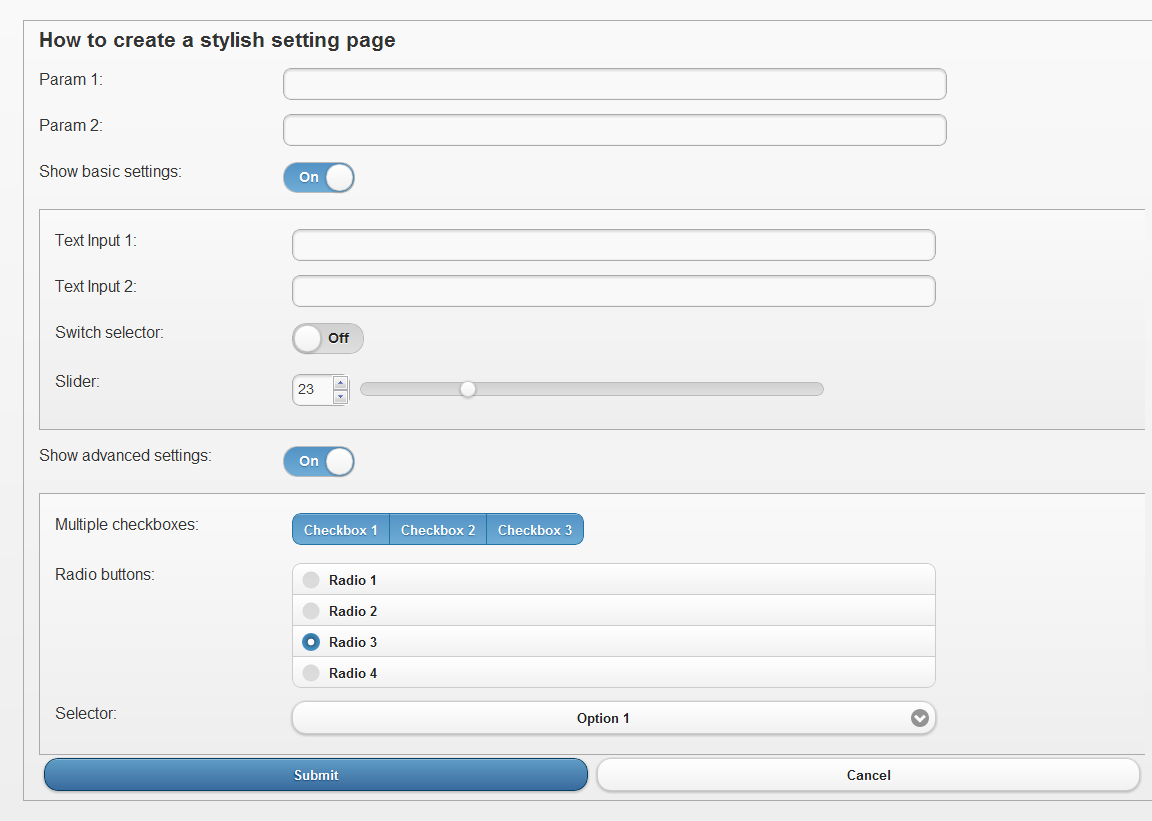 How to create a stylish setting page
Param 1:
Param 2:
Show basic settings:
On
Text Input 1:
Text Input 2:
Switch selector:
Off
Slider:
23
Show advanced settings:
On
Multiple checkboxes:
Checkbox 1 Checkbox 2 Checkbox 3
Radio buttons:
Radio 1
Radio 2
Radio 3
Radio 4
Selector:
Option 1
Submit
Cancel